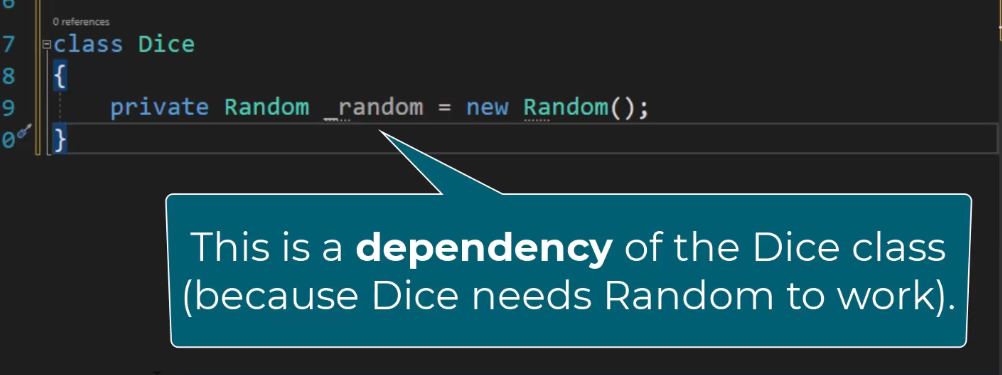 6
0 references
7 class Dice
8 {
9 private Random _random = new Random();
0 }
This is a dependency of the Dice class
(because Dice needs Random to work).